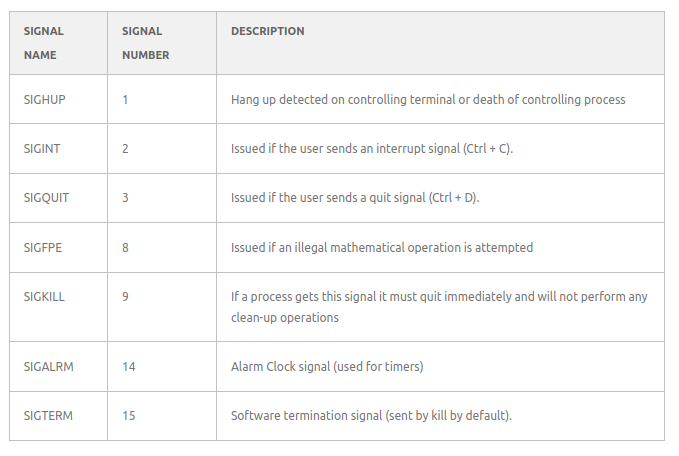 SIGNAL NAME SIGNAL NUMBER DESCRIPTION
SIGHUP 1 Hang up detected on controlling terminal or death of controlling process
SIGINT 2 Issued if the user sends an interrupt signal (Ctrl + C).
SIGQUIT 3 Issued if the user sends a quit signal (Ctrl + D).
SIGFPE 8 Issued if an illegal mathematical operation is attempted
SIGKILL 9 If a process gets this signal it must quit immediately and will not perform any
clean-up operations
SIGALRM 14 Alarm Clock signal (used for timers)
SIGTERM 15 Software termination signal (sent by kill by default).